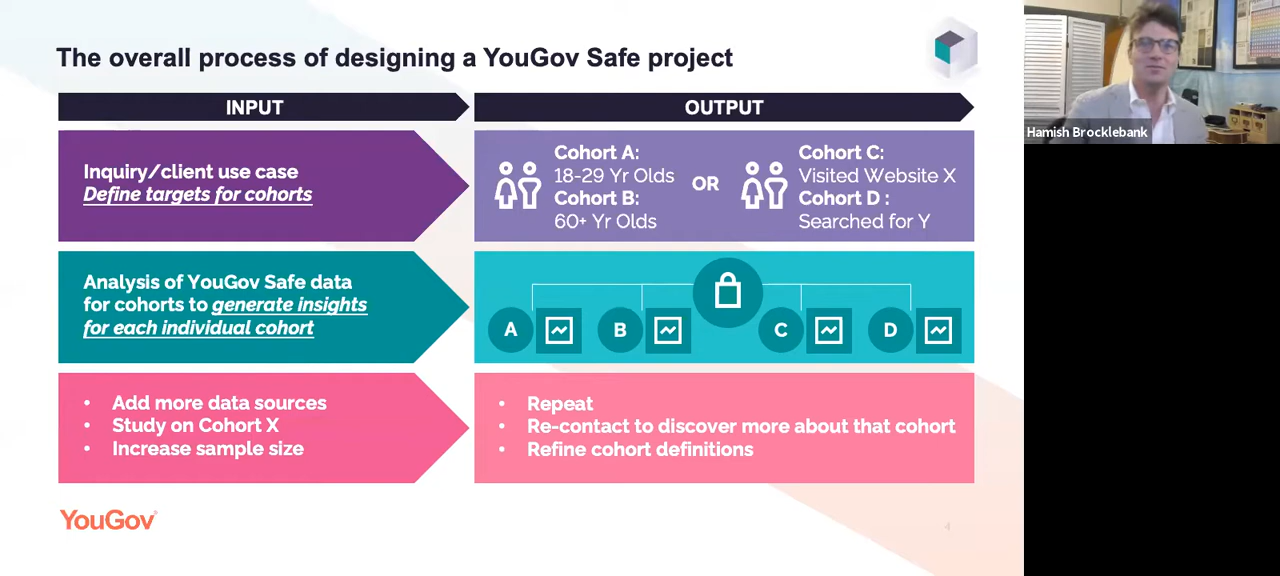 The overall process of designing a YouGov Safe project
INPUT
OUTPUT
Inquiry/client use case
Define targets for cohorts
Cohort A:
18-29 Yr Olds
Cohort B:
60+ Yr Olds
OR
Cohort C:
Visited Website X
Cohort D :
Searched for Y
Analysis of YouGov Safe data
for cohorts to generate insights
for each individual cohort
A
B
C
D
• Add more data sources
• Study on Cohort X
• Increase sample size
• Repeat
• Re-contact to discover more about that cohort
• Refine cohort definitions
YouGov
Hamish Brocklebank